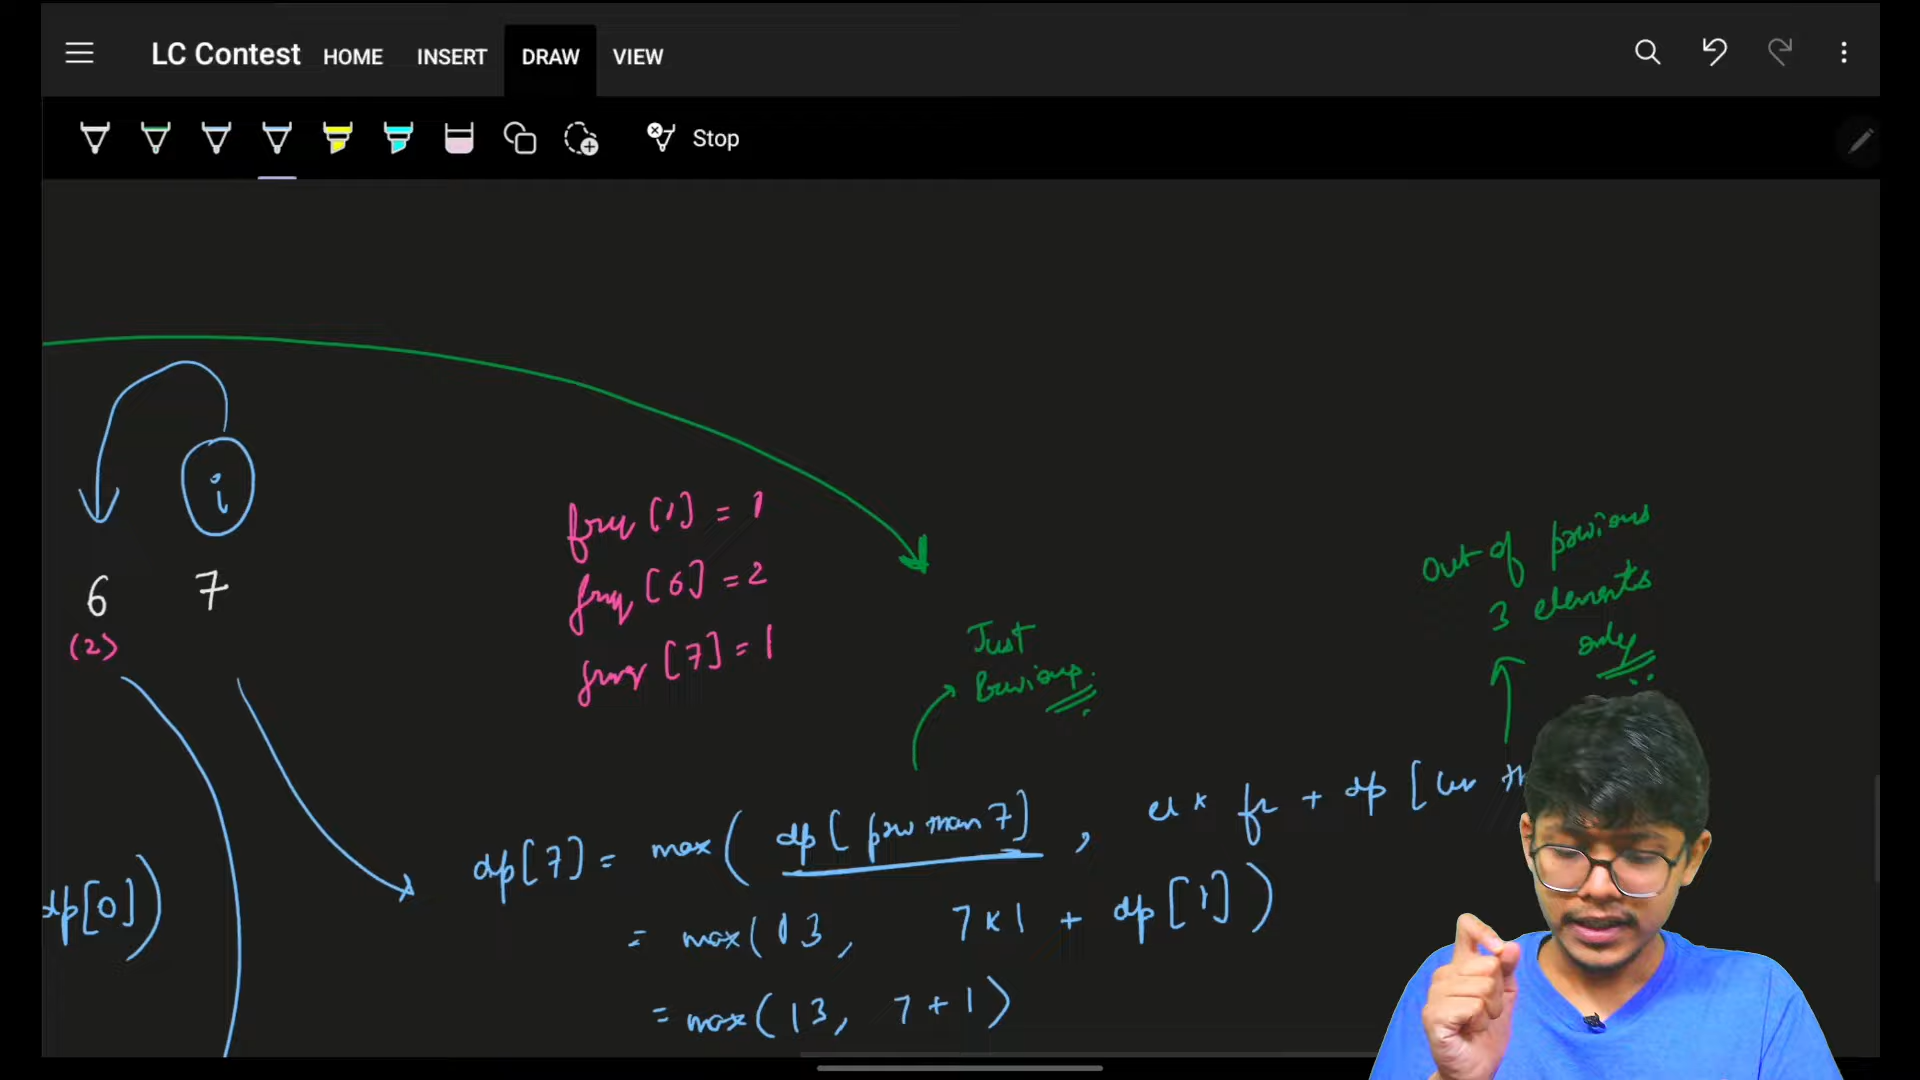 LC Contest HOME INSERT DRAW VIEW
Stop
i
6 7
(2)
freq [1] = 1
freq [6] = 2
freq [7] = 1
Just
Previous.
Out of previous
3 elements
only
dp[7] = max( dp[ prev than 7] , el * fr + dp [
dp[0])
= max( 13, 7 * 1 + dp[1])
= max( 13, 7 + 1)